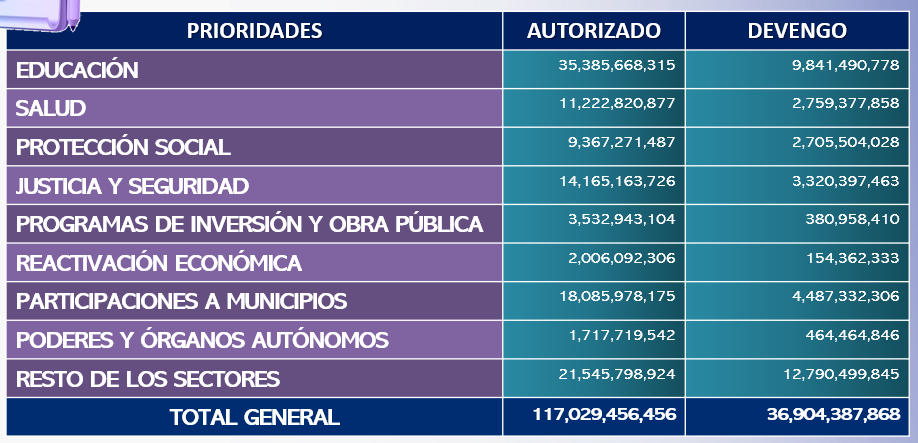 PRIORIDADES AUTORIZADO DEVENGO
EDUCACIÓN 35,385,668,315 9,841,490,778
SALUD 11,222,820,877 2,759,377,858
PROTECCIÓN SOCIAL 9,367,271,487 2,705,504,028
JUSTICIA Y SEGURIDAD 14,165,163,726 3,320,397,463
PROGRAMAS DE INVERSIÓN Y OBRA PÚBLICA 3,532,943,104 380,958,410
REACTIVACIÓN ECONÓMICA 2,006,092,306 154,362,333
PARTICIPACIONES A MUNICIPIOS 18,085,978,175 4,487,332,306
PODERES Y ÓRGANOS AUTÓNOMOS 1,717,719,542 464,464,846
RESTO DE LOS SECTORES 21,545,798,924 12,790,499,845
TOTAL GENERAL 117,029,456,456 36,904,387,868